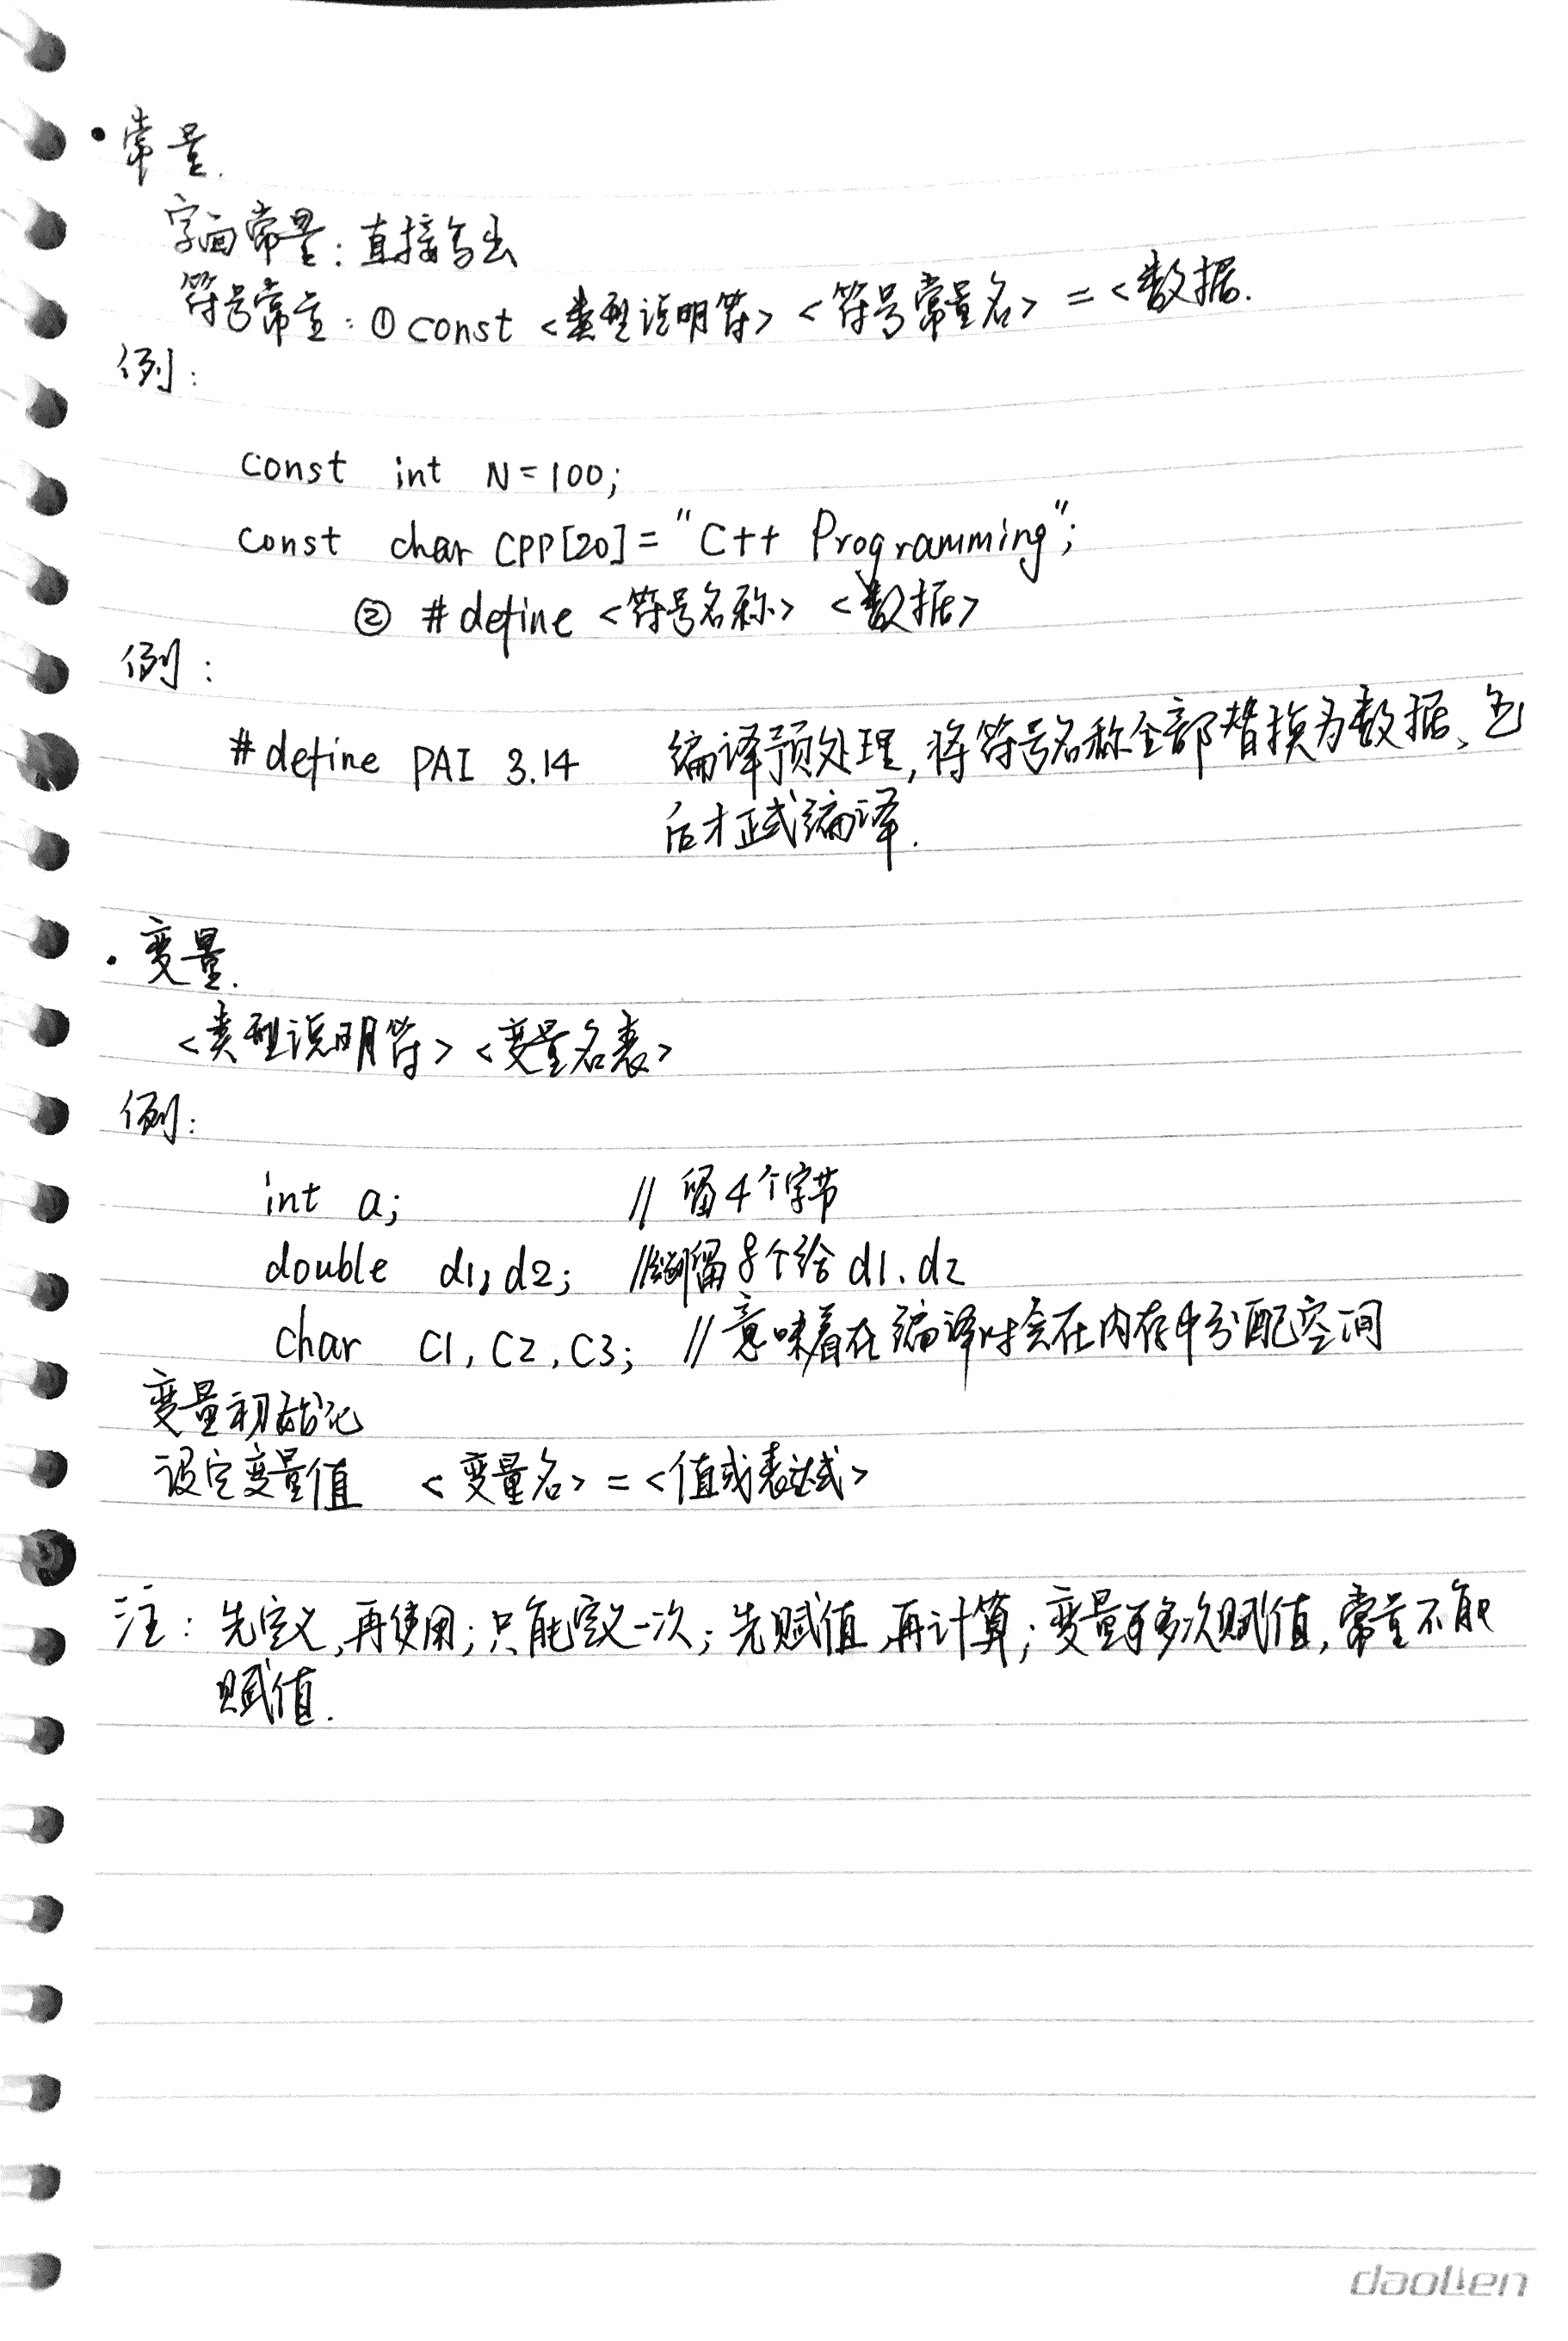 • 常量.
字面常量：直接写出
符号常量：① const <类型说明符> <符号常量名> = <数据.
例：
const int N=100;
const char CPP[20]="C++ Programming";
② #define <符号名称> <数据>
例：
#define PAI 3.14 编译预处理,将符号名称全部替换为数据、
后才正式编译.
• 变量.
<类型说明符> <变量名表>
例：
int a; // 留4个字节
double d1,d2; //分别留8个给d1、d2
char C1,C2,C3; //意味着在编译时会在内存中分配空间
变量初始化
设定变量值 <变量名> = <值或表达式>
注：先定义,再使用;只能定义一次;先赋值,再计算;变量可多次赋值,常量不能
赋值.
daolien